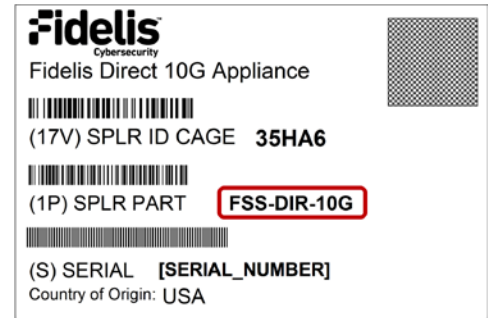 Fidelis
Cybersecurity
Fidelis Direct 10G Appliance
(17V) SPLR ID CAGE 35HA6
(1P) SPLR PART FSS-DIR-10G
(S) SERIAL [SERIAL_NUMBER]
Country of Origin: USA